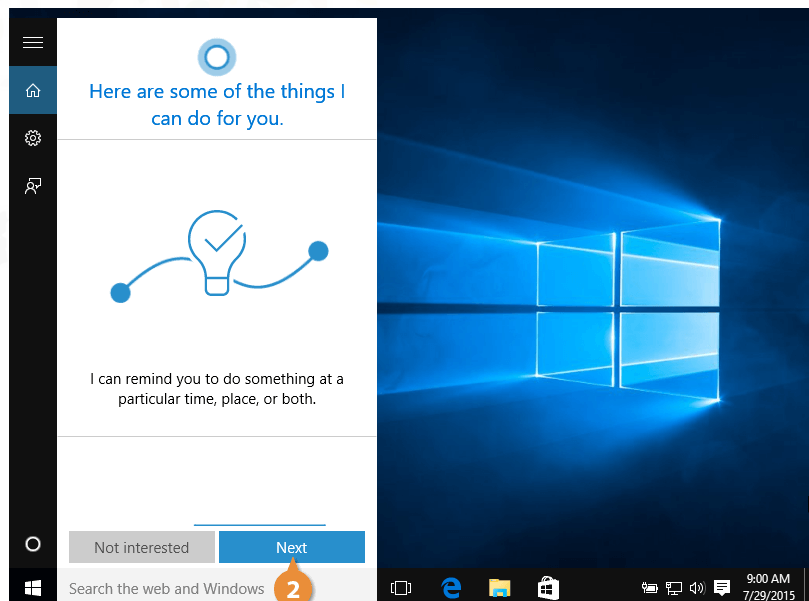 Here are some of the things I
can do for you.
I can remind you to do something at a
particular time, place, or both.
Not interested
Next
Search the web and Windows
2
9:00 AM
7/29/2015